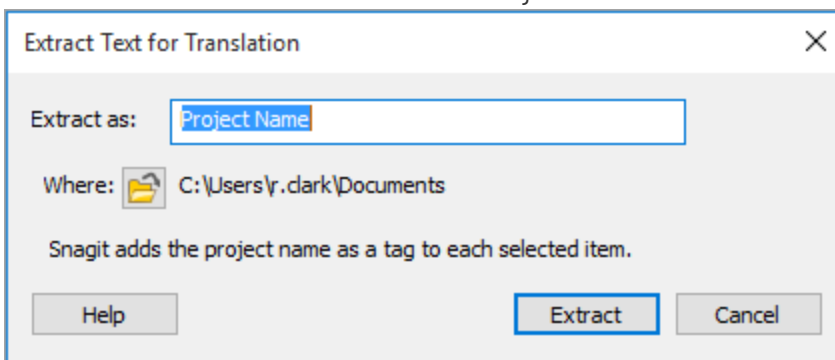 Extract Text for Translation
Extract as: Project Name
Where: C:\Users\r.clark\Documents
Snagit adds the project name as a tag to each selected item.
Help Extract Cancel